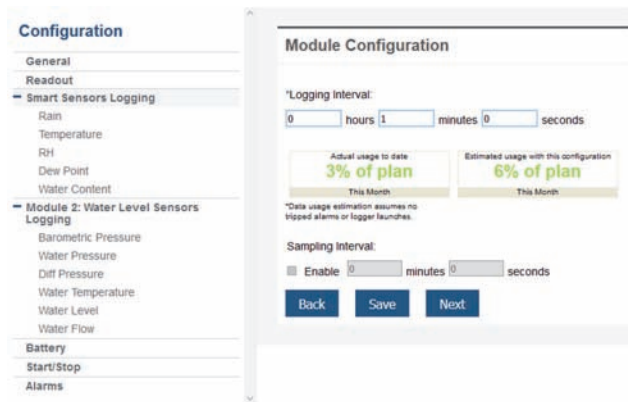 Configuration
General
Readout
Smart Sensors Logging
Rain
Temperature
RH
Dew Point
Water Content
Module 2: Water Level Sensors
Logging
Barometric Pressure
Water Pressure
Diff Pressure
Water Temperature
Water Level
Water Flow
Battery
Start/Stop
Alarms
Module Configuration
*Logging Interval:
0 hours 1 minutes 0 seconds
Actual usage to date
3% of plan
This Month
Estimated usage with this configuration
6% of plan
This Month
*Data usage estimation assumes no
tripped alarms or logger launches.
Sampling Interval:
Enable 0 minutes 0 seconds
Back Save Next